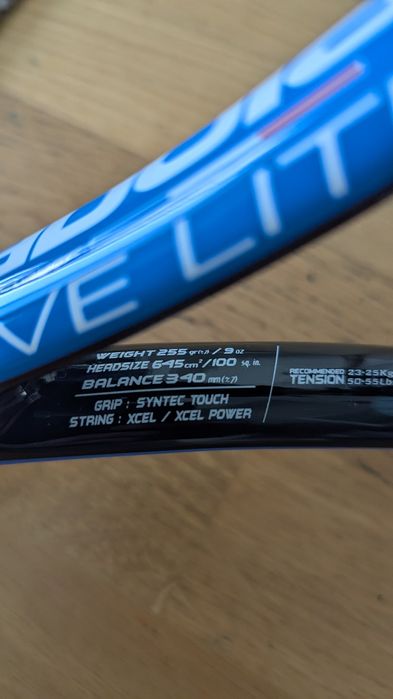 VE LITE
WEIGHT 255 gr(±7) / 9 oz
HEADSIZE 645 cm² / 100 sq. in.
BALANCE 340 mm(±7)
GRIP : SYNTEC TOUCH
STRING : XCEL / XCEL POWER
RECOMMENDED 23-25Kg
TENSION 50-55Lb